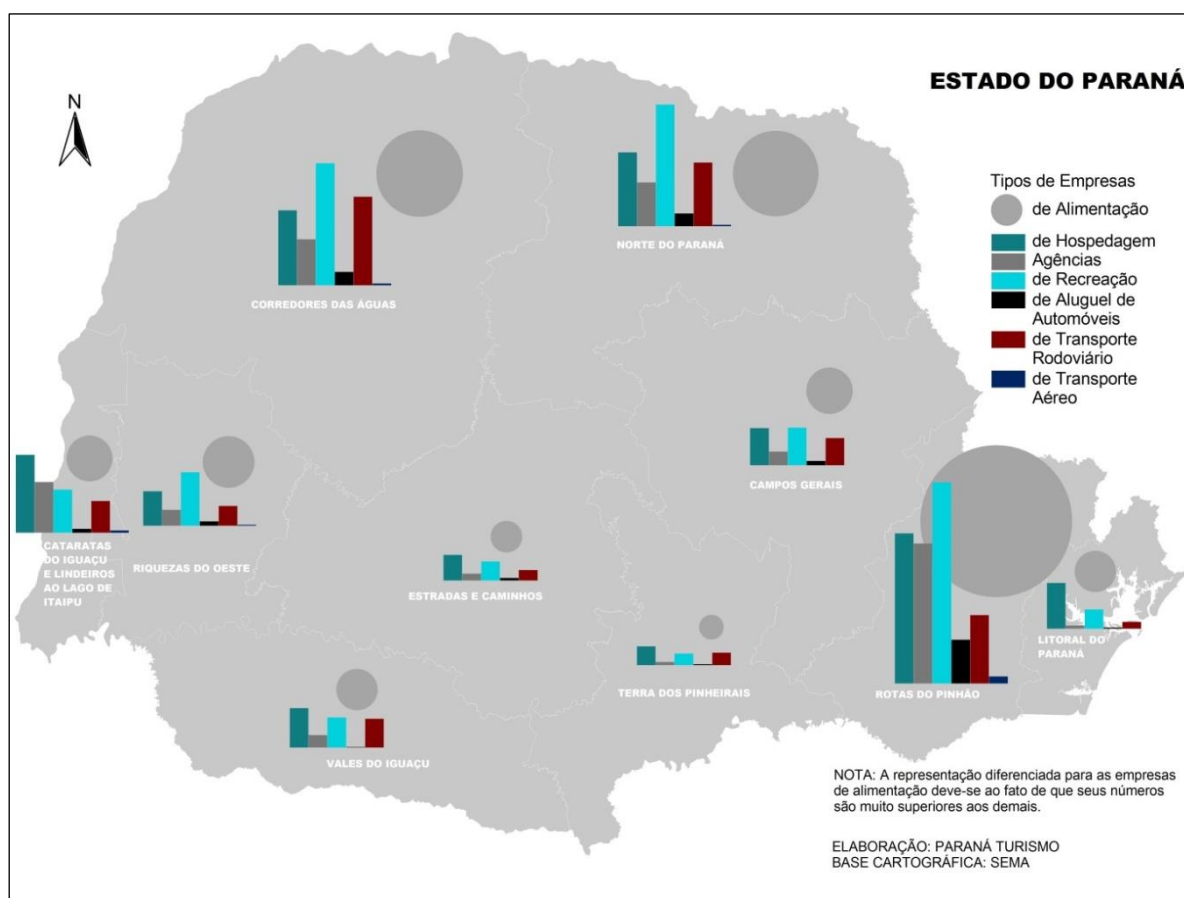 ESTADO DO PARANÁ
N
Tipos de Empresas
de Alimentação
de Hospedagem
Agências
de Recreação
de Aluguel de
Automóveis
de Transporte
Rodoviário
de Transporte
Aéreo
NORTE DO PARANÁ
CORREDORES DAS ÁGUAS
CAMPOS GERAIS
CATARATAS
DO IGUAÇU
E LINDEIROS
AO LAGO DE
ITAIPU
RIQUEZAS DO OESTE
ESTRADAS E CAMINHOS
LITORAL DO
PARANÁ
TERRA DOS PINHEIRAIS
ROTAS DO PINHÃO
VALES DO IGUAÇU
NOTA: A representação diferenciada para as empresas
de alimentação deve-se ao fato de que seus números
são muito superiores aos demais.
ELABORAÇÃO: PARANÁ TURISMO
BASE CARTOGRÁFICA: SEMA